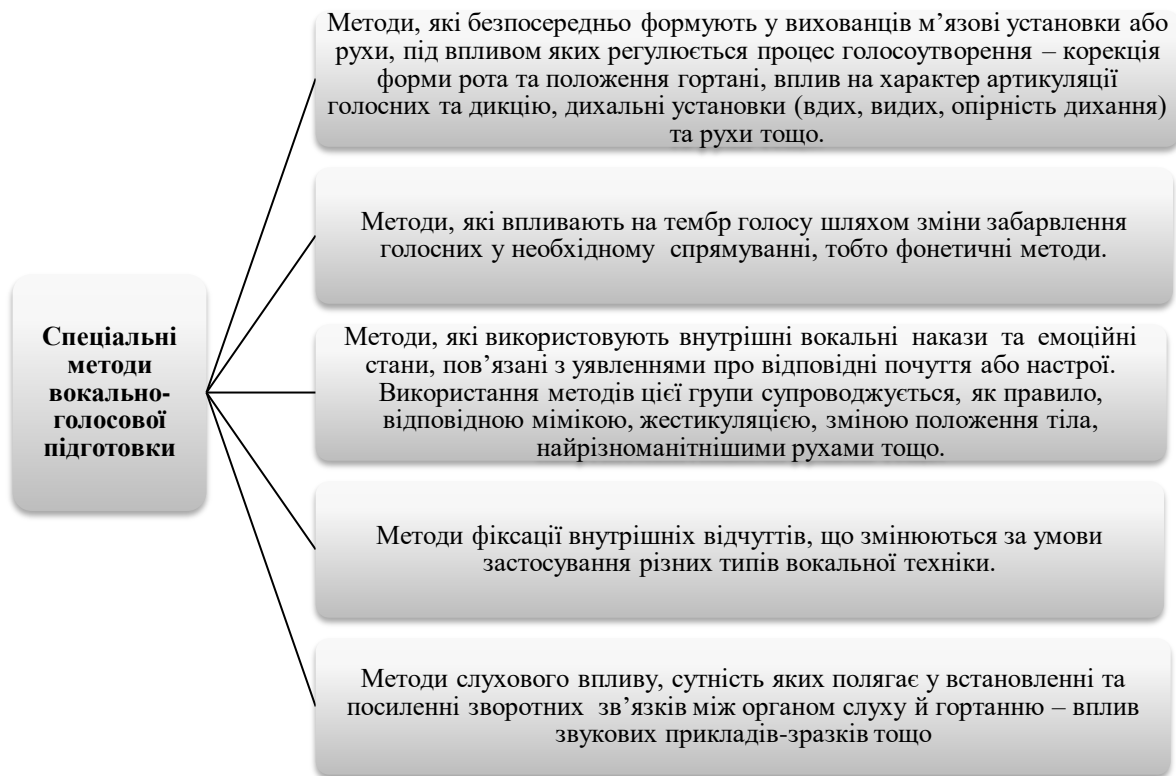 Спеціальні
методи
вокально-
голосової
підготовки
Методи, які безпосередньо формують у вихованців м’язові установки або
рухи, під впливом яких регулюється процес голосоутворення – корекція
форми рота та положення гортані, вплив на характер артикуляції
голосних та дикцію, дихальні установки (вдих, видих, опірність дихання)
та рухи тощо.
Методи, які впливають на тембр голосу шляхом зміни забарвлення
голосних у необхідному спрямуванні, тобто фонетичні методи.
Методи, які використовують внутрішні вокальні накази та емоційні
стани, пов’язані з уявленнями про відповідні почуття або настрої.
Використання методів цієї групи супроводжується, як правило,
відповідною мімікою, жестикуляцією, зміною положення тіла,
найрізноманітнішими рухами тощо.
Методи фіксації внутрішніх відчуттів, що змінюються за умови
застосування різних типів вокальної техніки.
Методи слухового впливу, сутність яких полягає у встановленні та
посиленні зворотних зв’язків між органом слуху й гортанню – вплив
звукових прикладів-зразків тощо